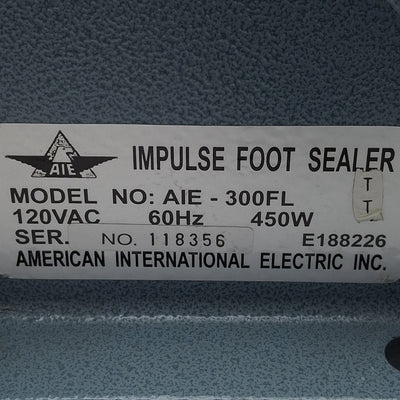 AIE
IMPULSE FOOT SEALER
MODEL NO: AIE - 300FL
120VAC 60Hz 450W
SER. NO. 118356 E188226
AMERICAN INTERNATIONAL ELECTRIC INC.
T
T